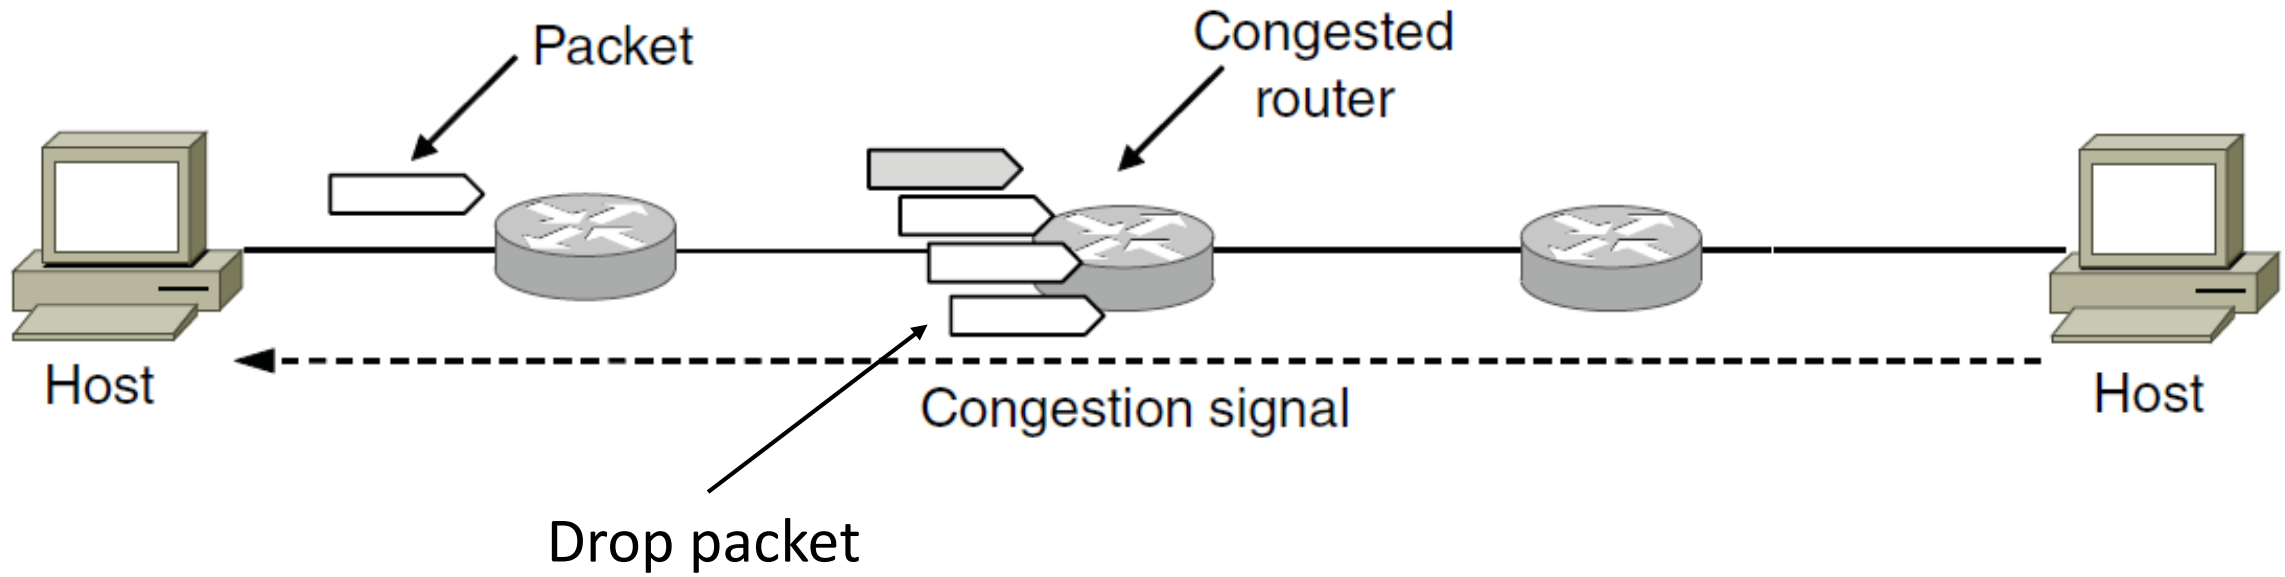 Packet
Congested
router
Host
Congestion signal
Host
Drop packet